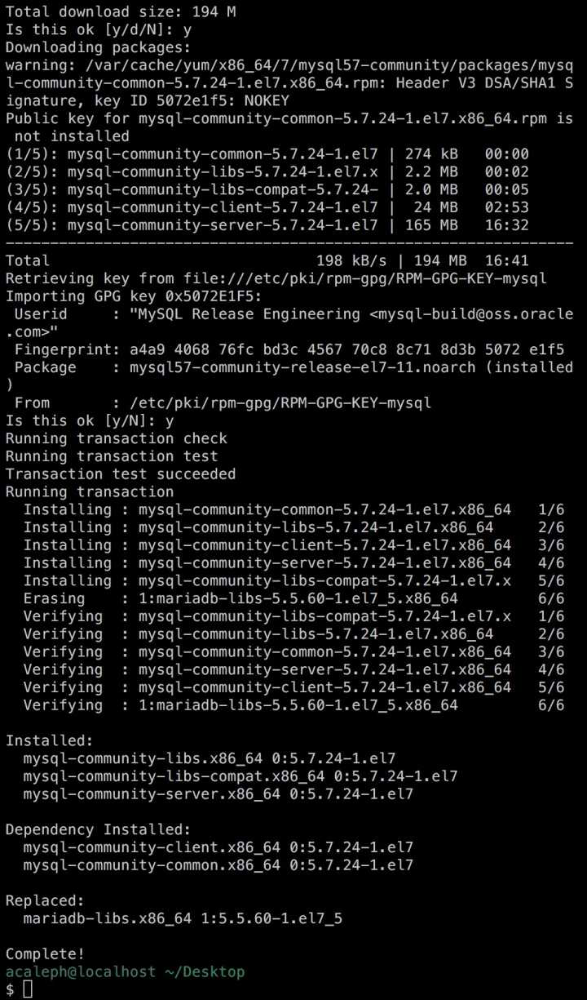 Total download size: 194 M
Is this ok [y/d/N]: y
Downloading packages:
warning: /var/cache/yum/x86_64/7/mysql57-community/packages/mysq
l-community-common-5.7.24-1.el7.x86_64.rpm: Header V3 DSA/SHA1 S
ignature, key ID 5072e1f5: NOKEY
Public key for mysql-community-common-5.7.24-1.el7.x86_64.rpm is
 not installed
(1/5): mysql-community-common-5.7.24-1.el7 | 274 kB   00:00
(2/5): mysql-community-libs-5.7.24-1.el7.x | 2.2 MB   00:02
(3/5): mysql-community-libs-compat-5.7.24- | 2.0 MB   00:05
(4/5): mysql-community-client-5.7.24-1.el7 |  24 MB   02:53
(5/5): mysql-community-server-5.7.24-1.el7 | 165 MB   16:32
----------------------------------------------------------------
Total                              198 kB/s | 194 MB  16:41
Retrieving key from file:///etc/pki/rpm-gpg/RPM-GPG-KEY-mysql
Importing GPG key 0x5072E1F5:
 Userid     : "MySQL Release Engineering <mysql-build@oss.oracle
.com>"
 Fingerprint: a4a9 4068 76fc bd3c 4567 70c8 8c71 8d3b 5072 e1f5
 Package    : mysql57-community-release-el7-11.noarch (installed
)
 From       : /etc/pki/rpm-gpg/RPM-GPG-KEY-mysql
Is this ok [y/N]: y
Running transaction check
Running transaction test
Transaction test succeeded
Running transaction
  Installing : mysql-community-common-5.7.24-1.el7.x86_64   1/6
  Installing : mysql-community-libs-5.7.24-1.el7.x86_64     2/6
  Installing : mysql-community-client-5.7.24-1.el7.x86_64   3/6
  Installing : mysql-community-server-5.7.24-1.el7.x86_64   4/6
  Installing : mysql-community-libs-compat-5.7.24-1.el7.x   5/6
  Erasing    : 1:mariadb-libs-5.5.60-1.el7_5.x86_64         6/6
  Verifying  : mysql-community-libs-compat-5.7.24-1.el7.x   1/6
  Verifying  : mysql-community-libs-5.7.24-1.el7.x86_64     2/6
  Verifying  : mysql-community-common-5.7.24-1.el7.x86_64   3/6
  Verifying  : mysql-community-server-5.7.24-1.el7.x86_64   4/6
  Verifying  : mysql-community-client-5.7.24-1.el7.x86_64   5/6
  Verifying  : 1:mariadb-libs-5.5.60-1.el7_5.x86_64         6/6

Installed:
  mysql-community-libs.x86_64 0:5.7.24-1.el7
  mysql-community-libs-compat.x86_64 0:5.7.24-1.el7
  mysql-community-server.x86_64 0:5.7.24-1.el7

Dependency Installed:
  mysql-community-client.x86_64 0:5.7.24-1.el7
  mysql-community-common.x86_64 0:5.7.24-1.el7

Replaced:
  mariadb-libs.x86_64 1:5.5.60-1.el7_5

Complete!
acaleph@localhost ~/Desktop
$